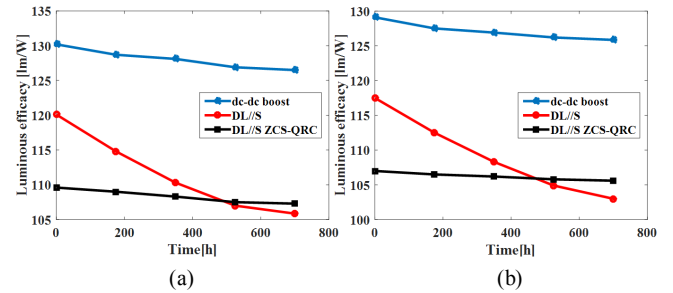 Luminous efficacy [lm/W]
135
130
125
120
115
110
105
0
200
400
600
800
Time[h]
dc-dc boost
DL//S
DL//S ZCS-QRC
(a)
Luminous efficacy [lm/W]
130
125
120
115
110
105
100
0
200
400
600
800
Time[h]
dc-dc boost
DL//S
DL//S ZCS-QRC
(b)